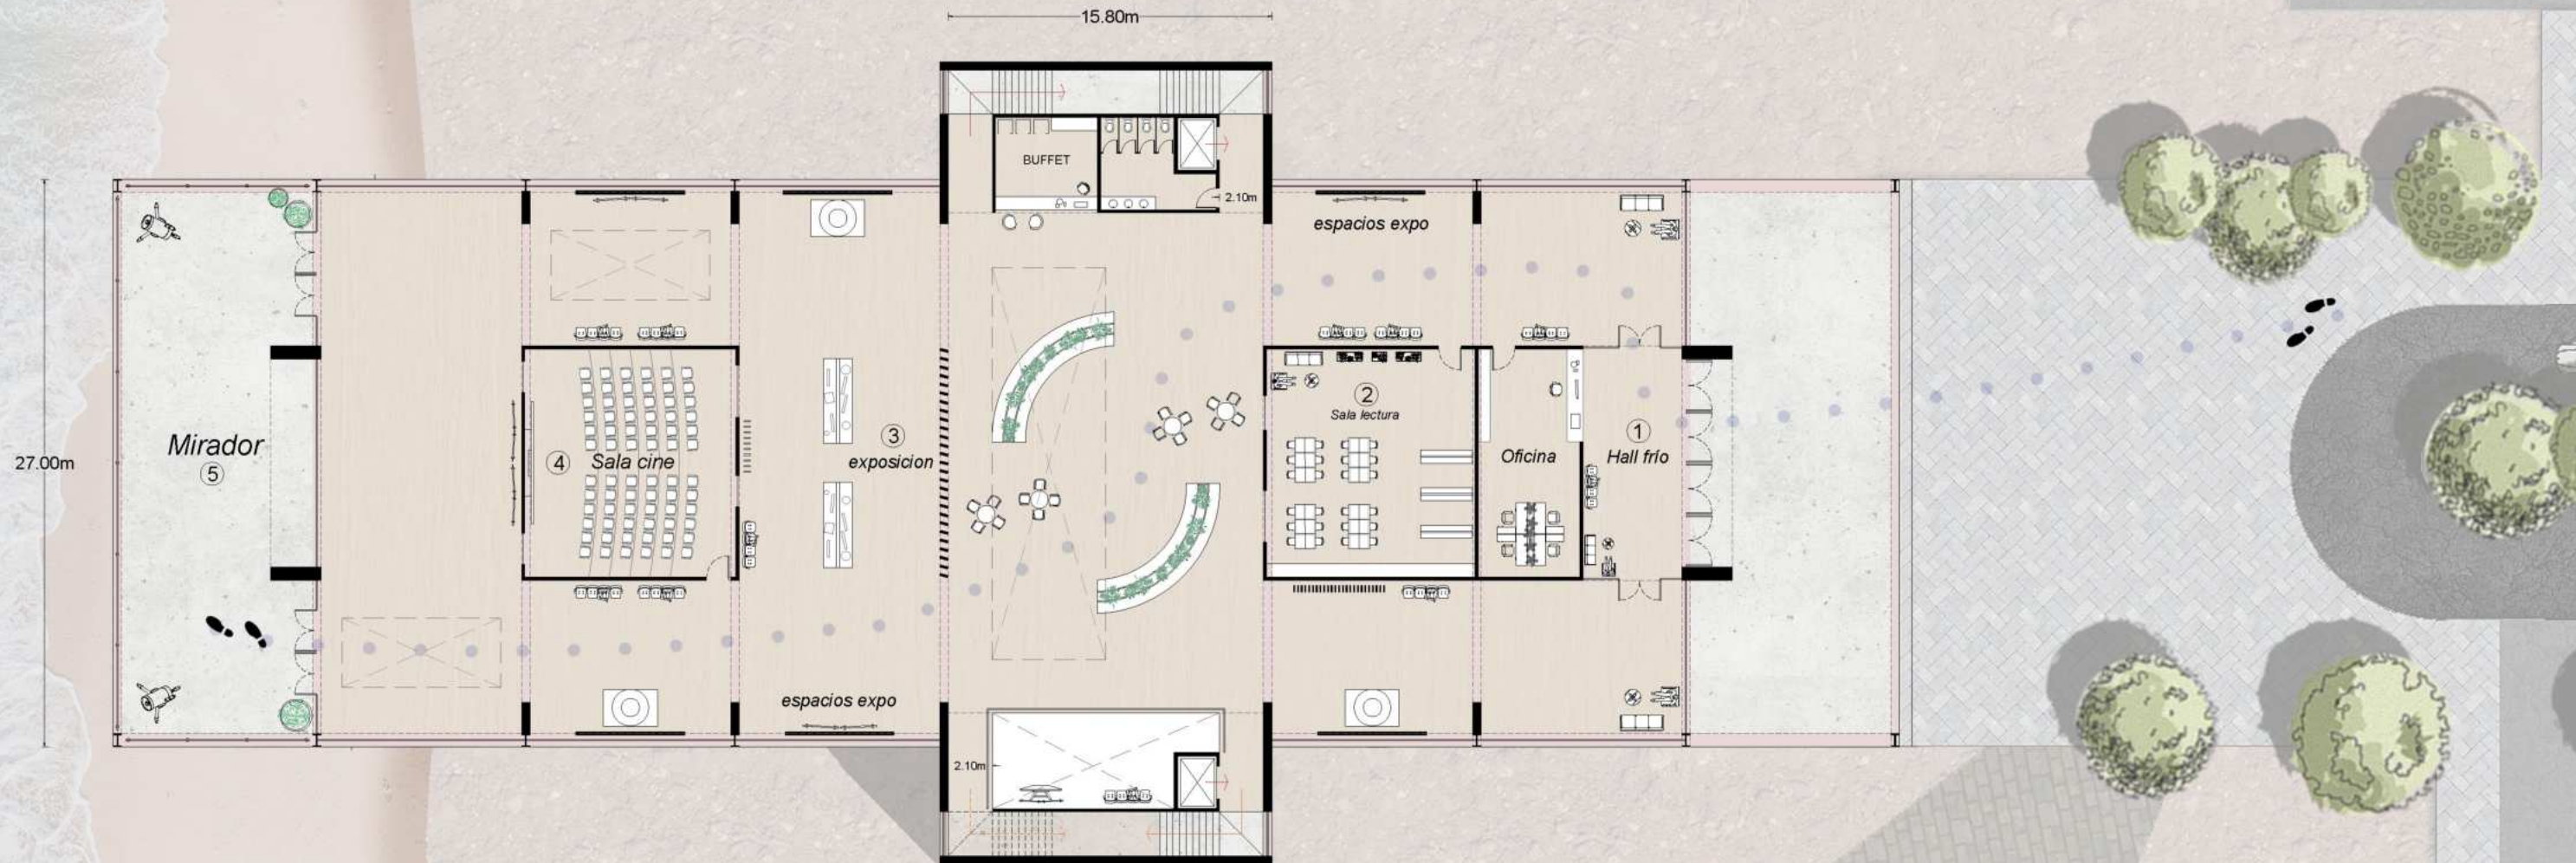 15.80m
BUFFET
2.10m
espacios expo
27.00m
Mirador
5
4 Sala cine
3
exposicion
2
Sala lectura
Oficina
1
Hall frío
espacios expo
2.10m